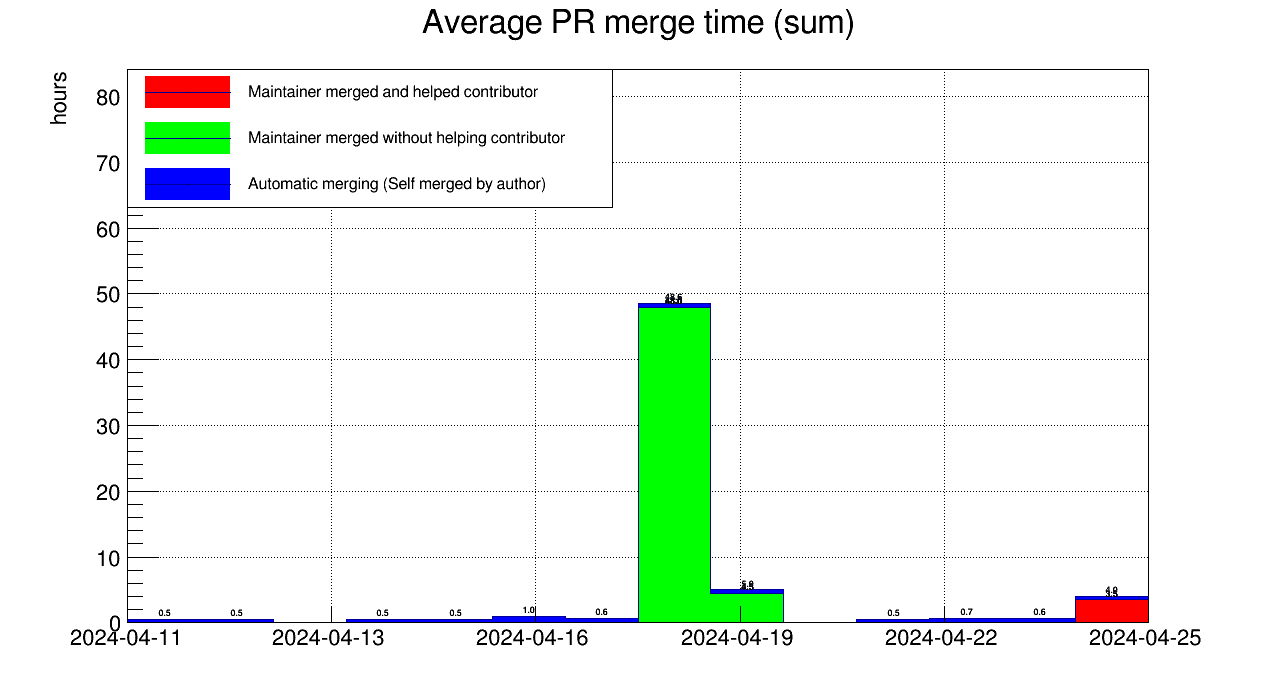 Average PR merge time (sum)
hours
Maintainer merged and helped contributor
Maintainer merged without helping contributor
Automatic merging (Self merged by author)
80
70
60
50
40
30
20
10
0
0.5 0.5 0.5 0.5 1.0 0.6 0.5 0.7 0.6
2024-04-11 2024-04-13 2024-04-16 2024-04-19 2024-04-22 2024-04-25